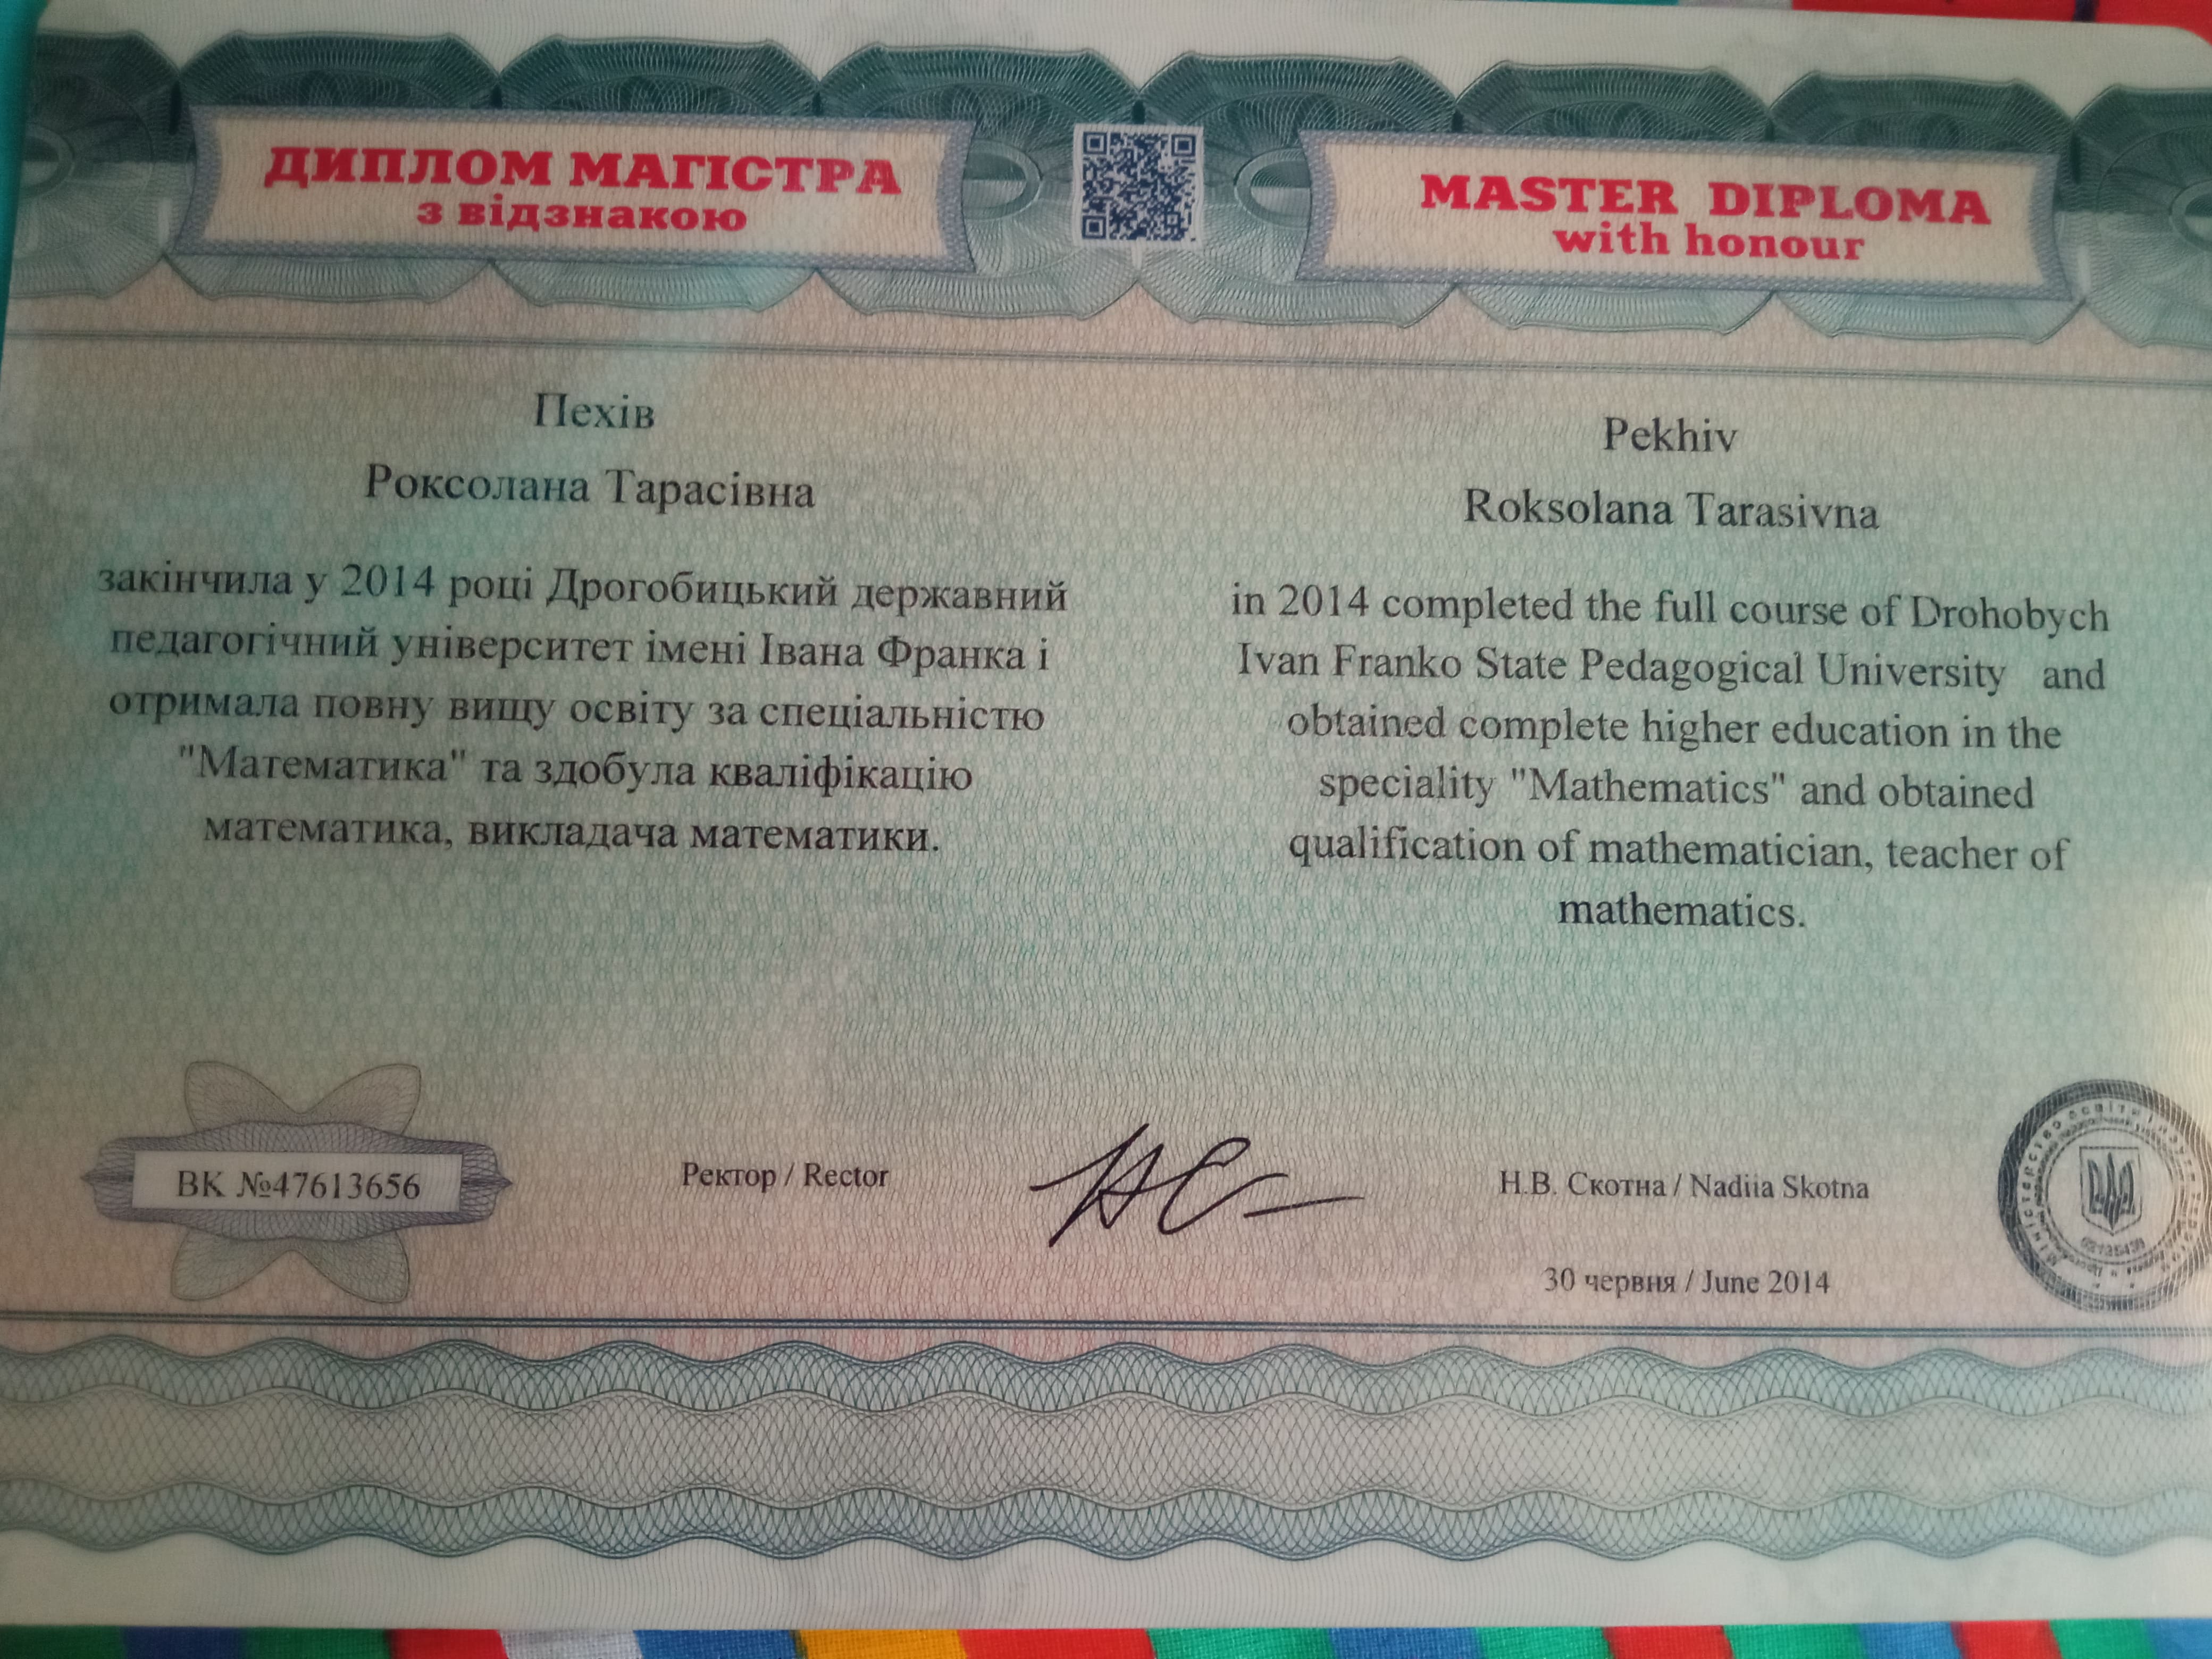 ДИПЛОМ МАГІСТРА
з відзнакою
MASTER DIPLOMA
with honour
Пехів
Роксолана Тарасівна
закінчила у 2014 році Дрогобицький державний
педагогічний університет імені Івана Франка і
отримала повну вищу освіту за спеціальністю
"Математика" та здобула кваліфікацію
математика, викладача математики.
Pekhiv
Roksolana Tarasivna
in 2014 completed the full course of Drohobych
Ivan Franko State Pedagogical University and
obtained complete higher education in the
speciality "Mathematics" and obtained
qualification of mathematician, teacher of
mathematics.
ВК №47613656
Ректор / Rector
Н.В. Скотна / Nadiia Skotna
30 червня / June 2014
Міністерство освіти і науки